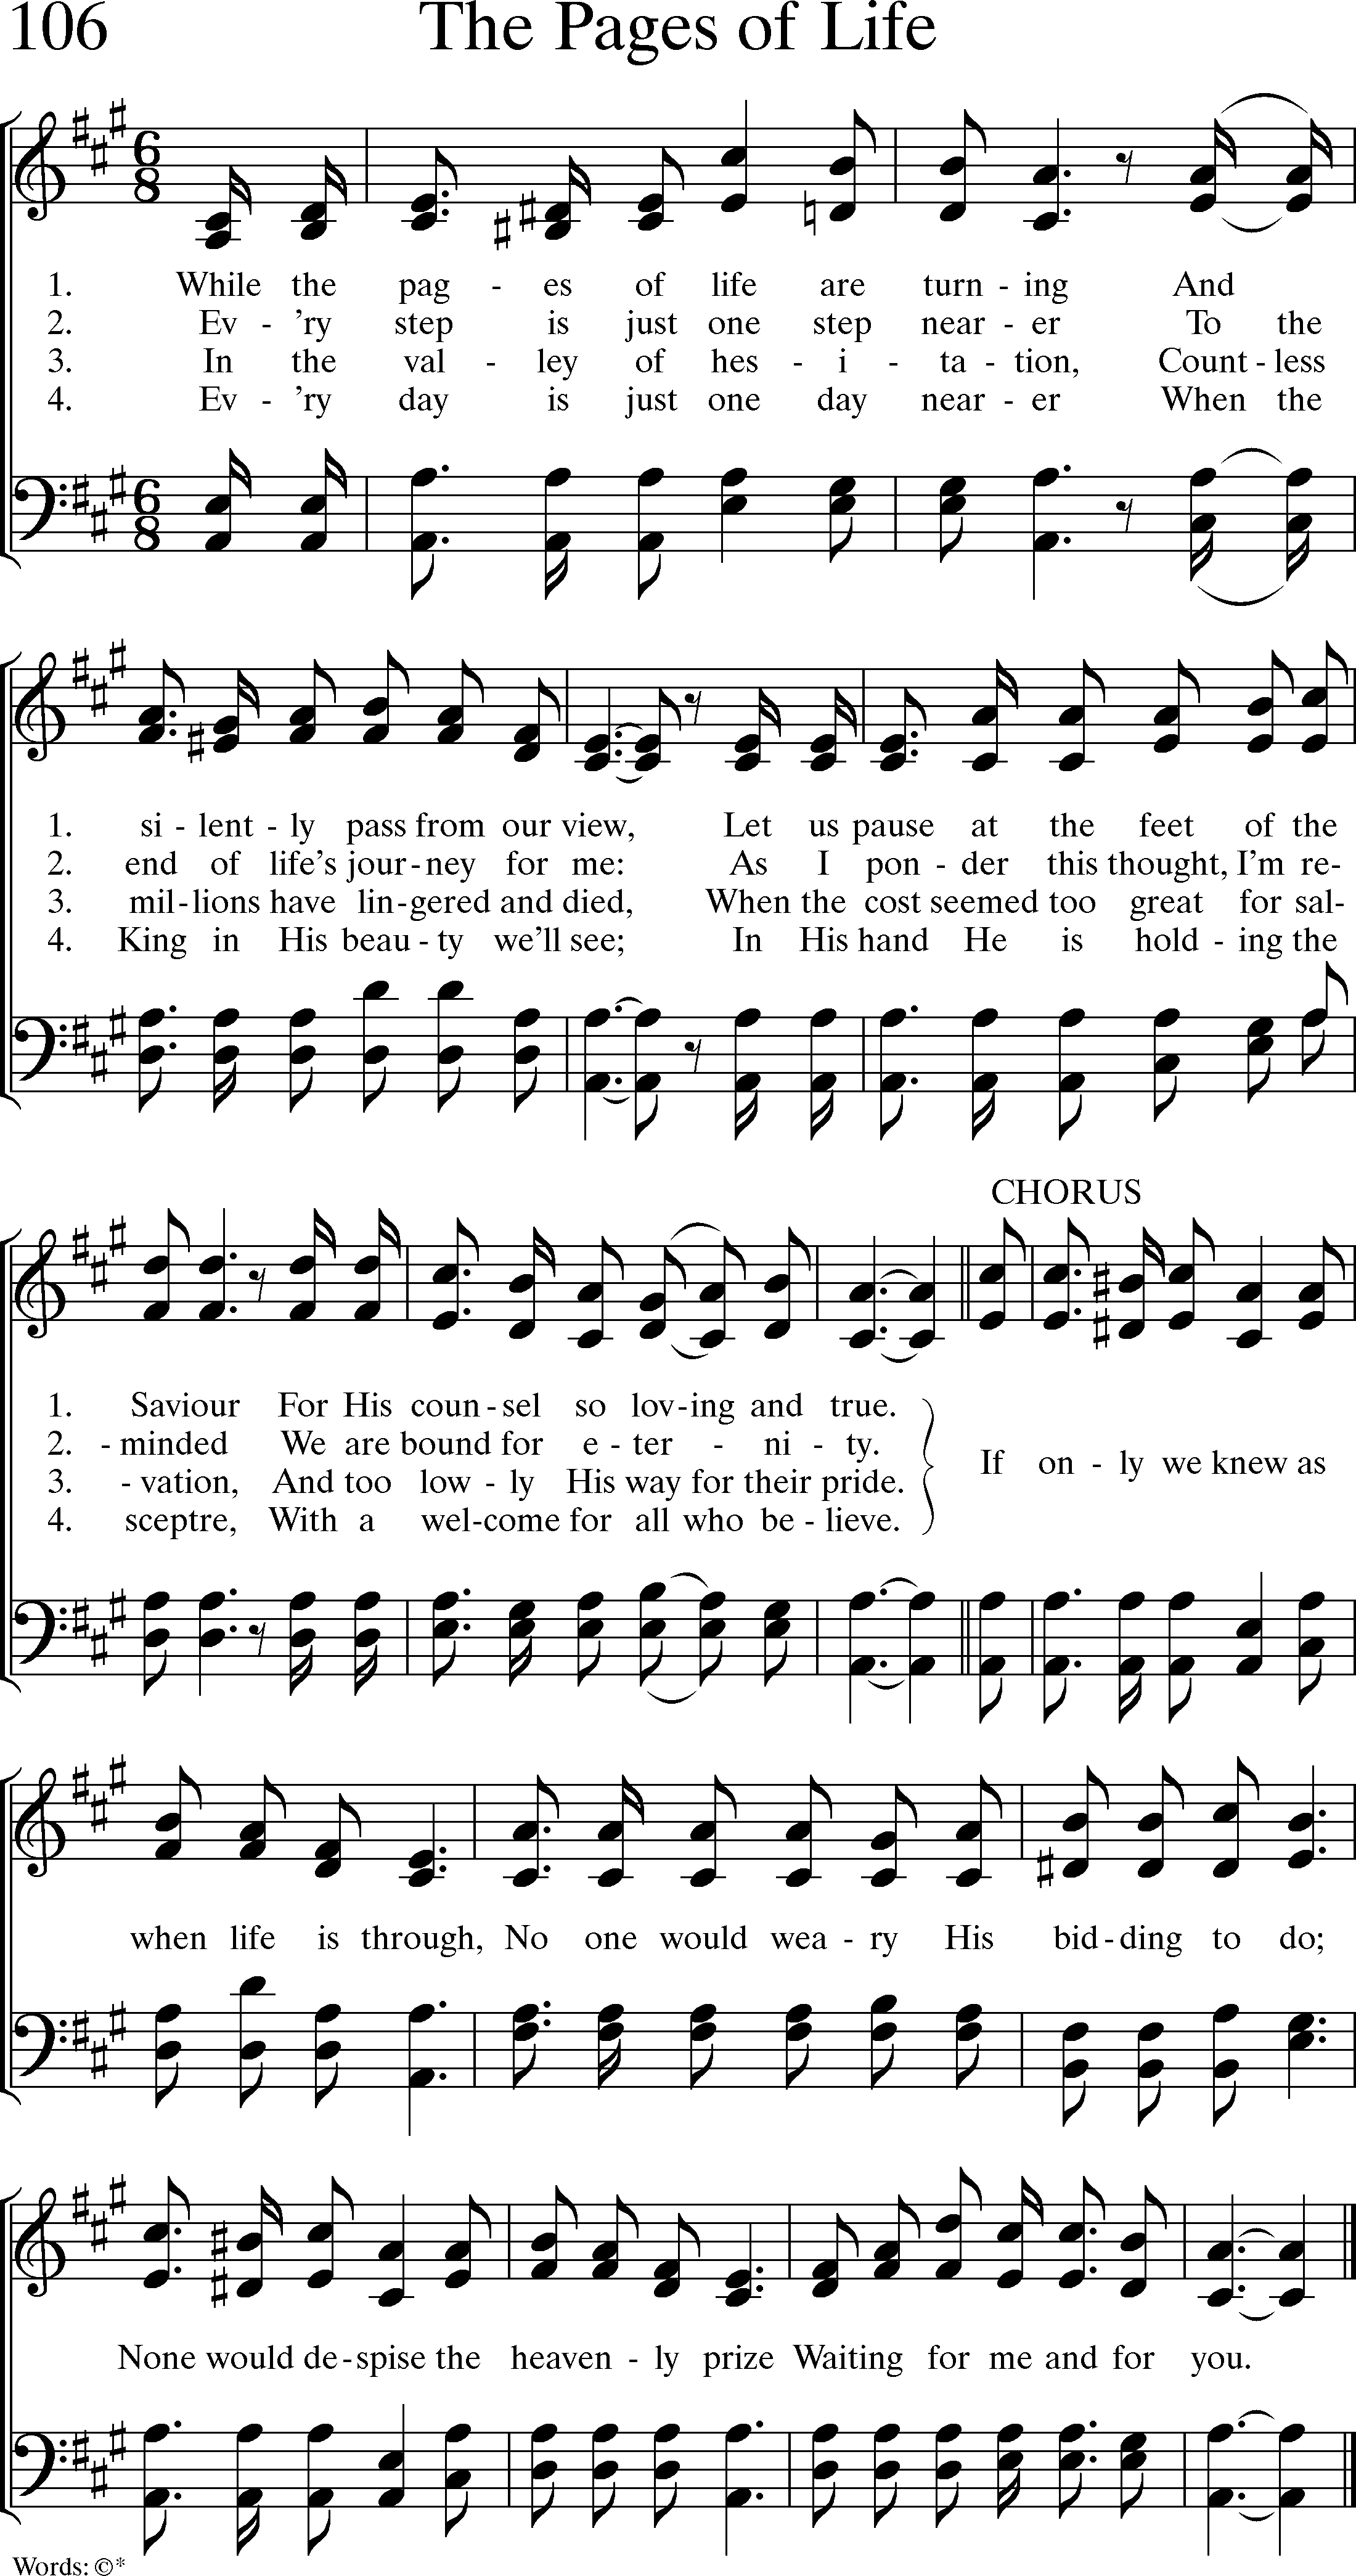 106 The Pages of Life
6
8
1. While the pag - es of life are turn - ing And
2. Ev - 'ry step is just one step near - er To the
3. In the val - ley of hes - i - ta - tion, Count - less
4. Ev - 'ry day is just one day near - er When the
6
8
1. si - lent - ly pass from our view, Let us pause at the feet of the
2. end of life's jour - ney for me: As I pon - der this thought, I'm re-
3. mil - lions have lin - gered and died, When the cost seemed too great for sal-
4. King in His beau - ty we'll see; In His hand He is hold - ing the
CHORUS
1. Saviour For His coun - sel so lov - ing and true.
2. - minded We are bound for e - ter - ni - ty.
If on - ly we knew as
3. - vation, And too low - ly His way for their pride.
4. sceptre, With a wel - come for all who be - lieve.
when life is through, No one would wea - ry His bid - ding to do;
None would de - spise the heaven - ly prize Waiting for me and for you.
Words: ©*